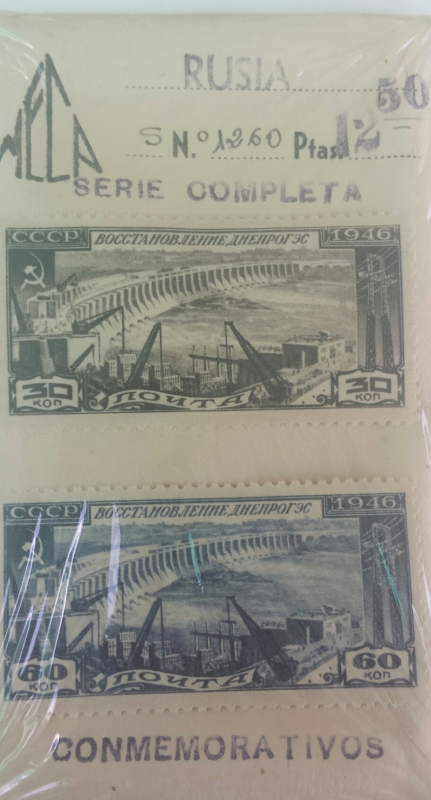 RUSIA
MECA
S N.º 1260 Ptas. 12 50
SERIE COMPLETA
СССР ВОССТАНОВЛЕНИЕ ДНЕПРОГЭС 1946
30 КОП ПОЧТА 30 КОП
СССР ВОССТАНОВЛЕНИЕ ДНЕПРОГЭС 1946
60 КОП ПОЧТА 60 КОП
CONMEMORATIVOS